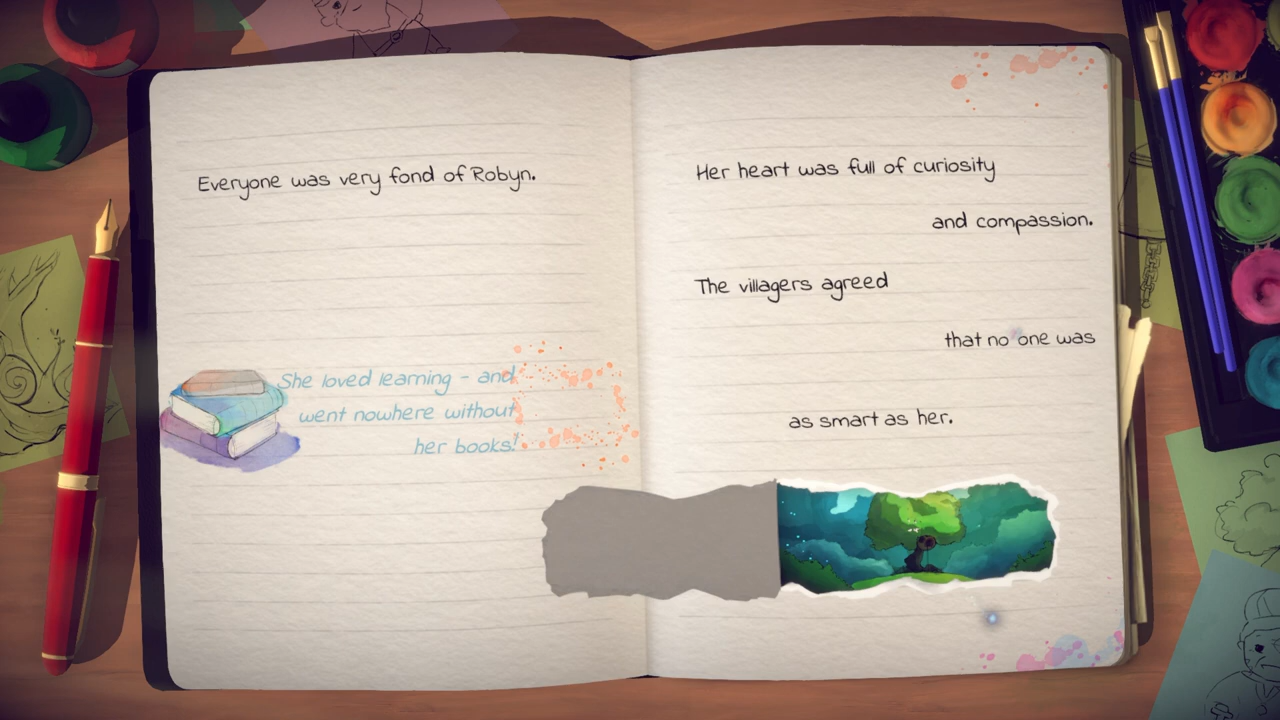 Everyone was very fond of Robyn.
She loved learning - and
went nowhere without
her books!
Her heart was full of curiosity
and compassion.
The villagers agreed
that no one was
as smart as her.